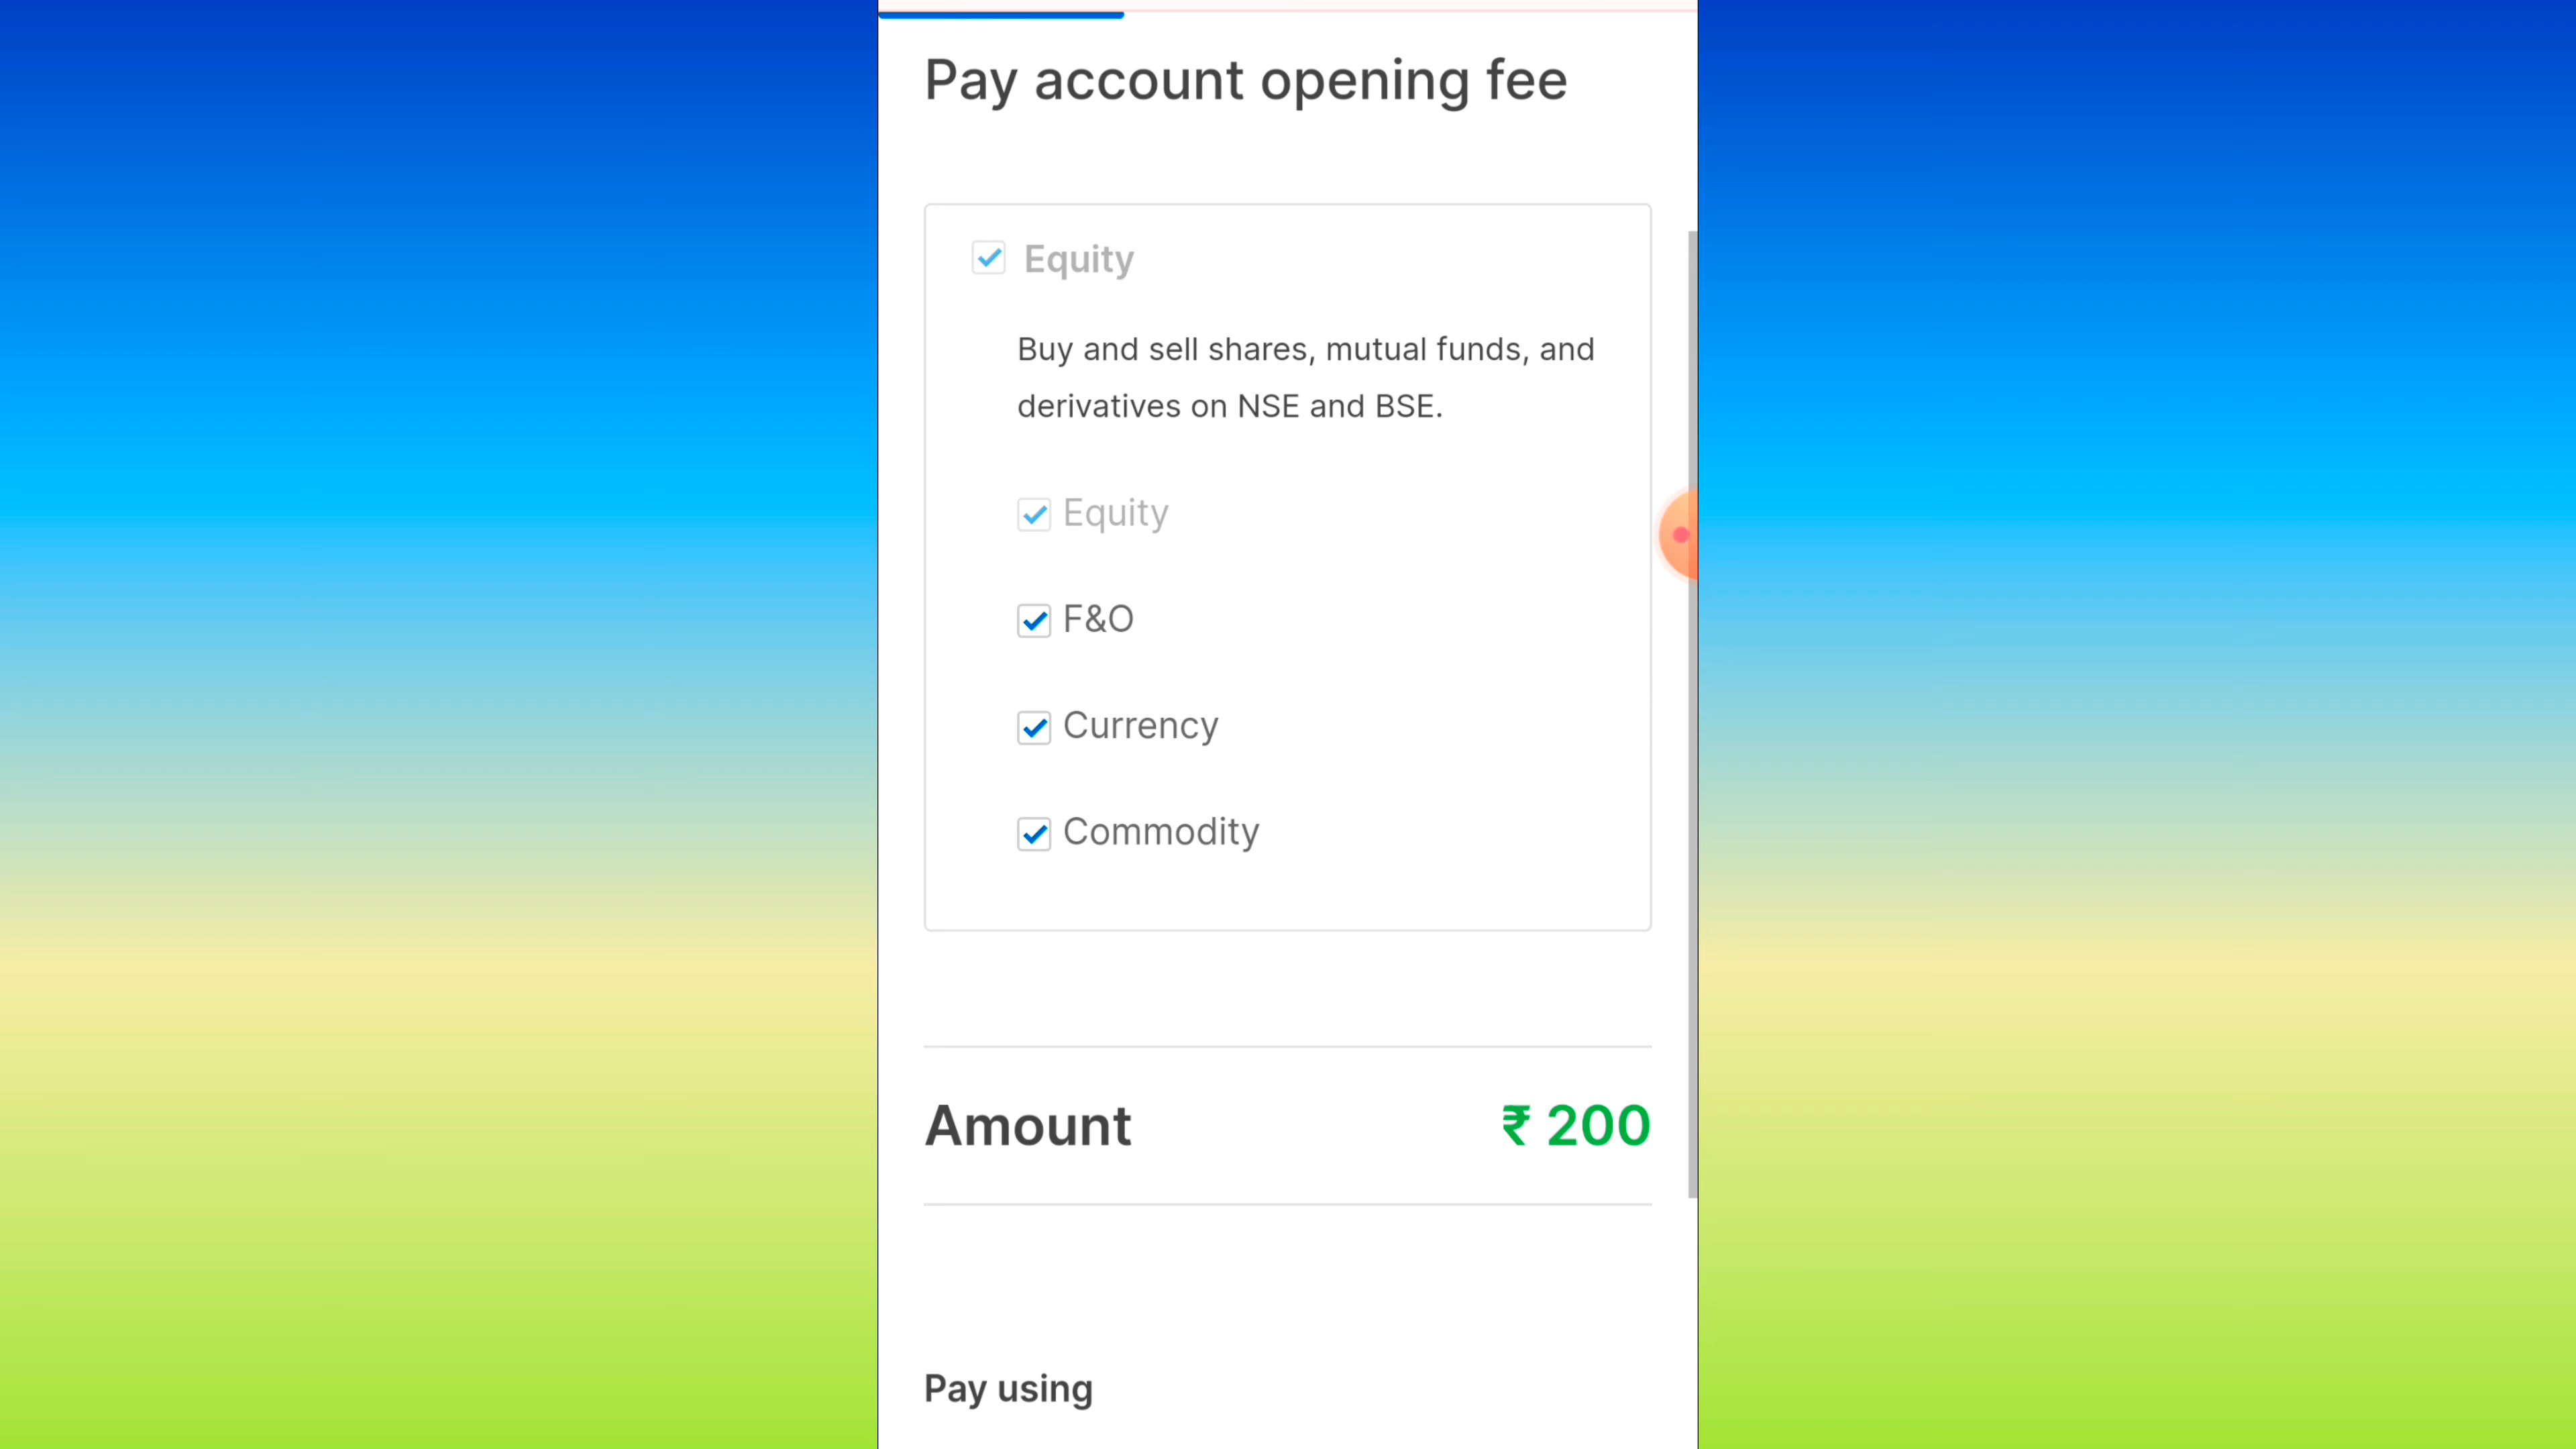 Pay account opening fee
Equity
Buy and sell shares, mutual funds, and
derivatives on NSE and BSE.
Equity
F&O
Currency
Commodity
Amount ₹ 200
Pay using